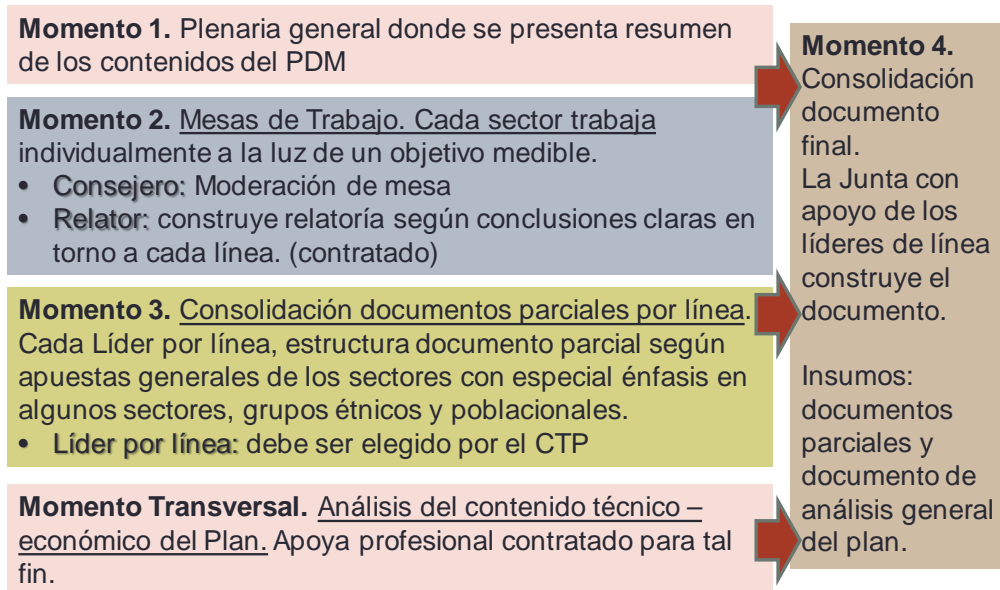 Momento 1. Plenaria general donde se presenta resumen
de los contenidos del PDM
Momento 2. Mesas de Trabajo. Cada sector trabaja
individualmente a la luz de un objetivo medible.
• Consejero: Moderación de mesa
• Relator: construye relatoría según conclusiones claras en
torno a cada línea. (contratado)
Momento 3. Consolidación documentos parciales por línea.
Cada Líder por línea, estructura documento parcial según
apuestas generales de los sectores con especial énfasis en
algunos sectores, grupos étnicos y poblacionales.
• Líder por línea: debe ser elegido por el CTP
Momento Transversal. Análisis del contenido técnico –
económico del Plan. Apoya profesional contratado para tal
fin.
Momento 4.
Consolidación
documento
final.
La Junta con
apoyo de los
líderes de línea
construye el
documento.
Insumos:
documentos
parciales y
documento de
análisis general
del plan.